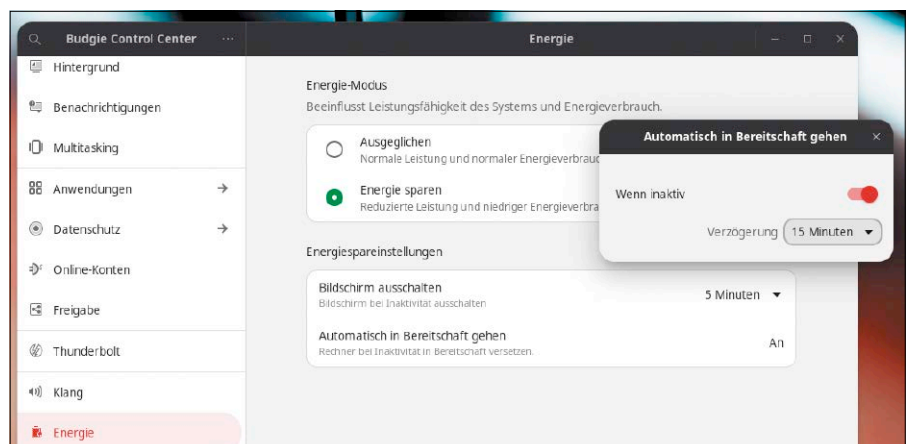 Budgie Control Center
Energie
Hintergrund
Benachrichtigungen
Multitasking
Anwendungen
Datenschutz
Online-Konten
Freigabe
Thunderbolt
Klang
Energie
Energie-Modus
Beeinflusst Leistungsfähigkeit des Systems und Energieverbrauch.
Ausgeglichen
Normale Leistung und normaler
Energie sparen
Reduzierte Leistung und niedriger
Energiespareinstellungen
Bildschirm ausschalten
Bildschirm bei Inaktivität ausschalten
5 Minuten
Automatisch in Bereitschaft gehen
Rechner bei Inaktivität in Bereitschaft versetzen.
An
Automatisch in Bereitschaft gehen
Wenn inaktiv
Verzögerung 15 Minuten